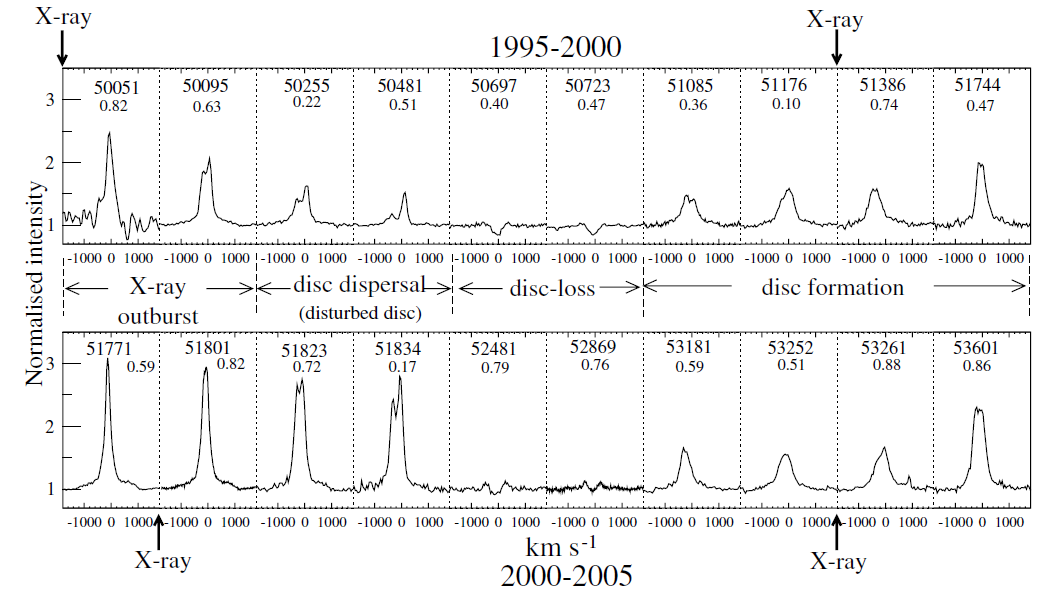 X-ray X-ray
1995-2000
50051 50095 50255 50481 50697 50723 51085 51176 51386 51744
0.82 0.63 0.22 0.51 0.40 0.47 0.36 0.10 0.74 0.47
3
2
1
-1000 0 1000 -1000 0 1000 -1000 0 1000 -1000 0 1000 -1000 0 1000 -1000 0 1000 -1000 0 1000 -1000 0 1000 -1000 0 1000 -1000 0 1000
Normalised intensity
X-ray disc dispersal disc-loss disc formation
outburst (disturbed disc)
51771 51801 51823 51834 52481 52869 53181 53252 53261 53601
0.59 0.82 0.72 0.17 0.79 0.76 0.59 0.51 0.88 0.86
3
2
1
-1000 0 1000 -1000 0 1000 -1000 0 1000 -1000 0 1000 -1000 0 1000 -1000 0 1000 -1000 0 1000 -1000 0 1000 -1000 0 1000 -1000 0 1000
X-ray km s-1 X-ray
2000-2005